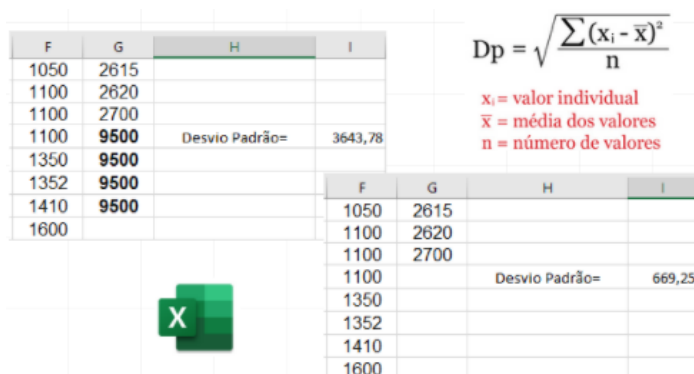 F G H I
1050 2615
1100 2620
1100 2700
1100 9500 Desvio Padrão= 3643,78
1350 9500
1352 9500
1410 9500
1600
Dp = √ ∑(xᵢ - x̅)² / n
xᵢ = valor individual
x̅ = média dos valores
n = número de valores
F G H I
1050 2615
1100 2620
1100 2700
1100 Desvio Padrão= 669,25
1350
1352
1410
1600
X